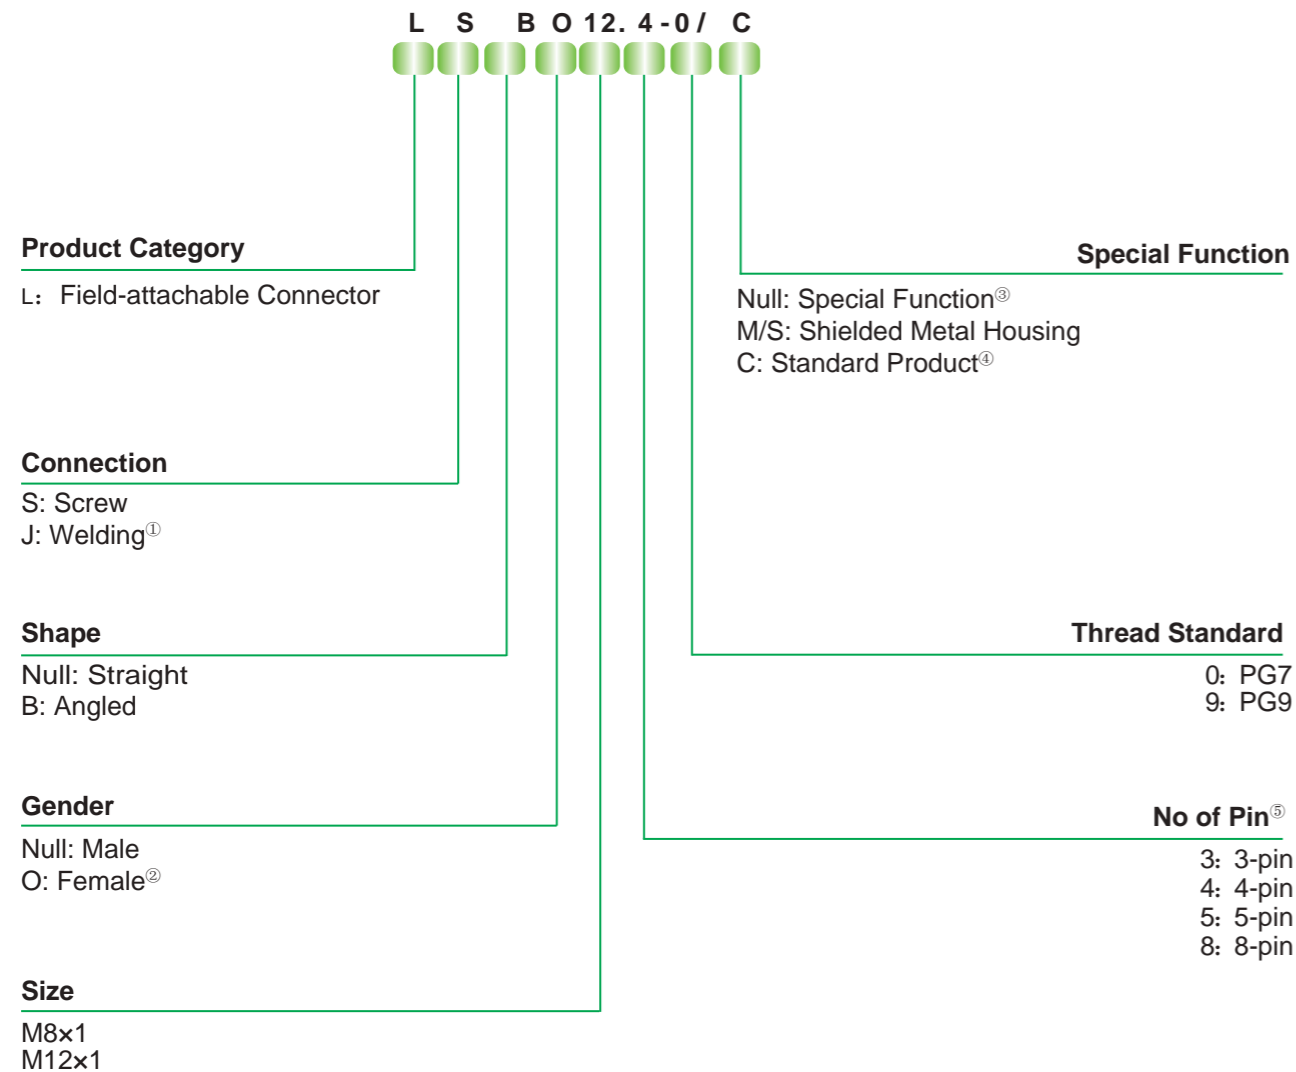 L S B O 12. 4 - 0 / C
Product Category
L: Field-attachable Connector
Special Function
Null: Special Function③
M/S: Shielded Metal Housing
C: Standard Product④
Connection
S: Screw
J: Welding①
Shape
Null: Straight
B: Angled
Thread Standard
0: PG7
9: PG9
Gender
Null: Male
O: Female②
No of Pin⑤
3: 3-pin
4: 4-pin
5: 5-pin
8: 8-pin
Size
M8×1
M12×1